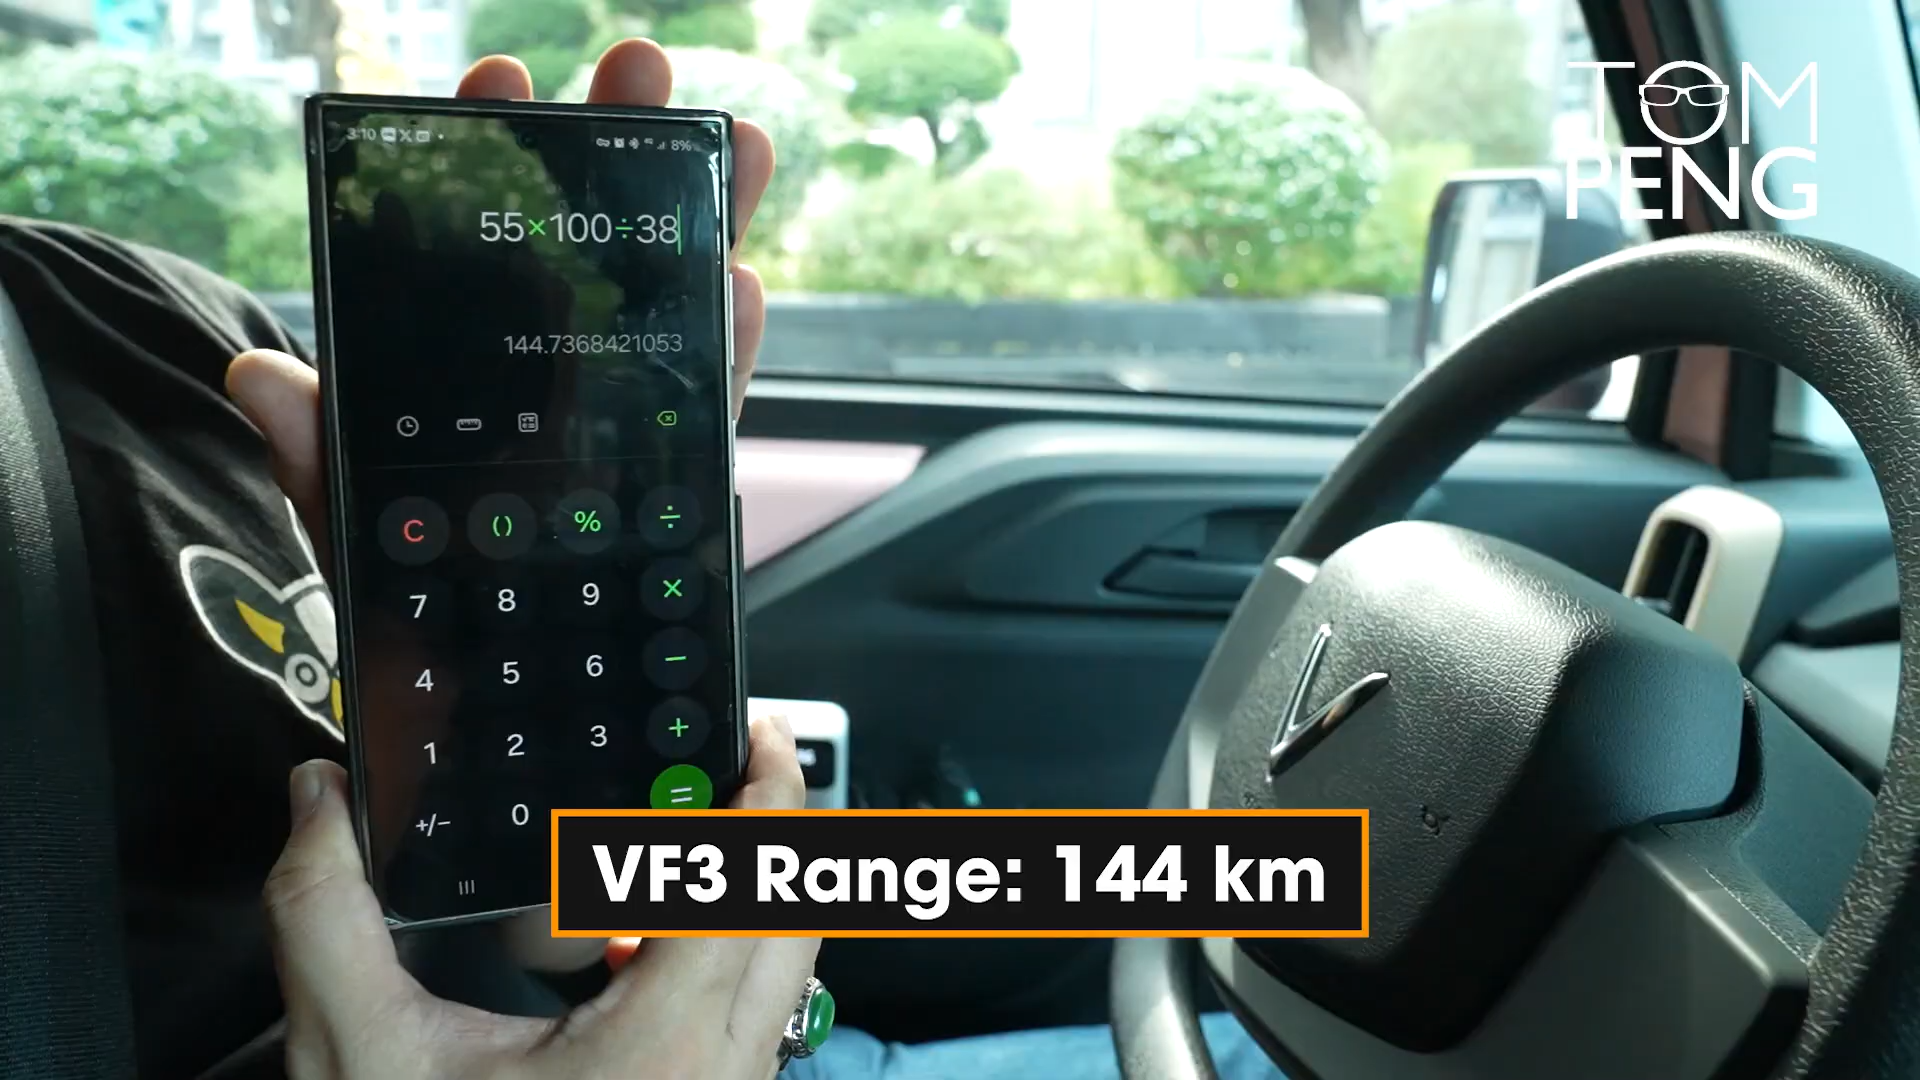 TOM
PENG
3:10
8%
55×100÷38
144.7368421053
C () % ÷
7 8 9 ×
4 5 6 −
1 2 3 +
+/− 0 =
VF3 Range: 144 km